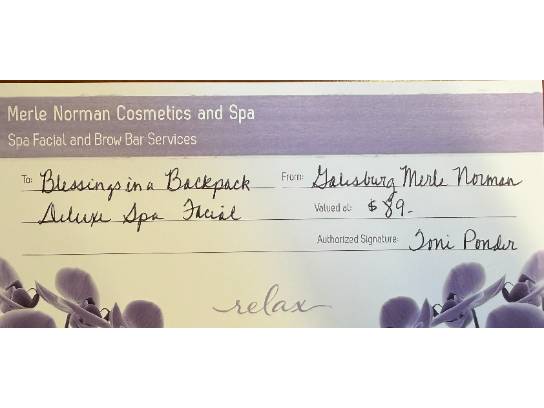 Merle Norman Cosmetics and Spa
Spa Facial and Brow Bar Services
To: Blessings in a Backpack From: Galesburg Merle Norman
Deluxe Spa Facial Valued at: $89.-
Authorized Signature: Toni Ponder
relax